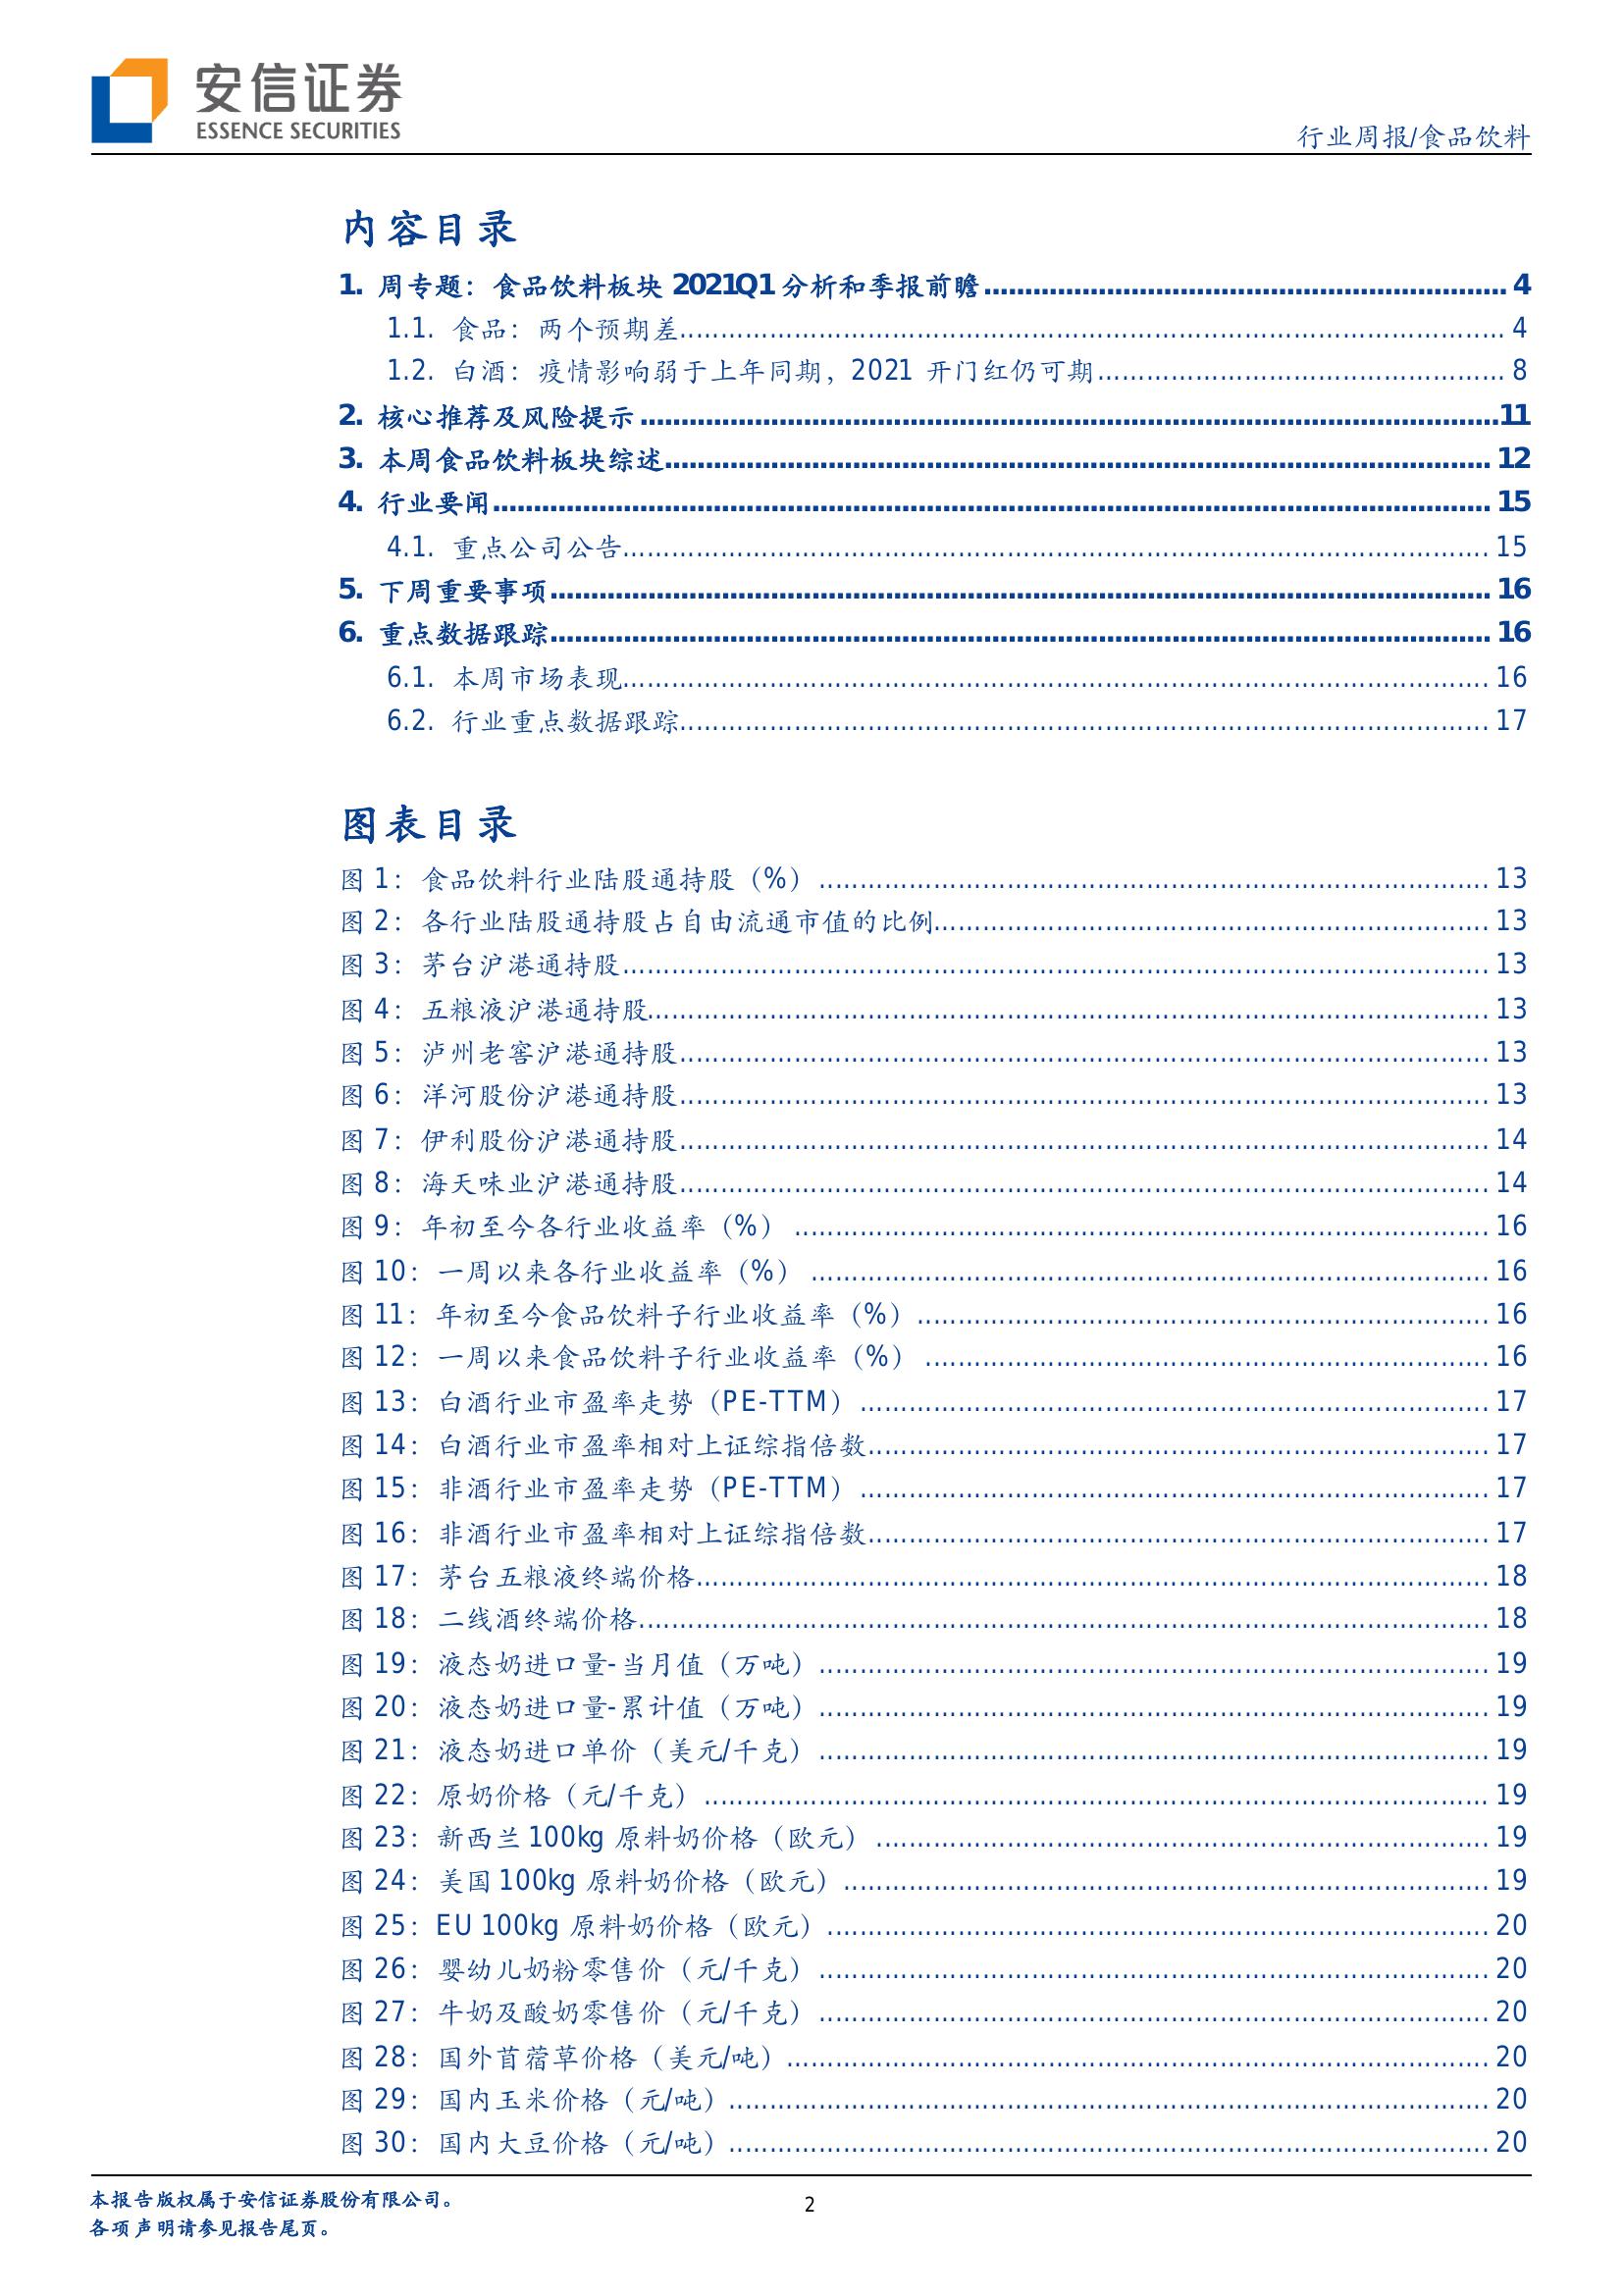 安信证券
ESSENCE SECURITIES
行业周报/食品饮料
内容目录
1. 周专题：食品饮料板块 2021Q1 分析和季报前瞻 4
1.1. 食品：两个预期差 4
1.2. 白酒：疫情影响弱于上年同期，2021 开门红仍可期 8
2. 核心推荐及风险提示 11
3. 本周食品饮料板块综述 12
4. 行业要闻 15
4.1. 重点公司公告 15
5. 下周重要事项 16
6. 重点数据跟踪 16
6.1. 本周市场表现 16
6.2. 行业重点数据跟踪 17
图表目录
图 1：食品饮料行业陆股通持股（%） 13
图 2：各行业陆股通持股占自由流通市值的比例 13
图 3：茅台沪港通持股 13
图 4：五粮液沪港通持股 13
图 5：泸州老窖沪港通持股 13
图 6：洋河股份沪港通持股 13
图 7：伊利股份沪港通持股 14
图 8：海天味业沪港通持股 14
图 9：年初至今各行业收益率（%） 16
图 10：一周以来各行业收益率（%） 16
图 11：年初至今食品饮料子行业收益率（%） 16
图 12：一周以来食品饮料子行业收益率（%） 16
图 13：白酒行业市盈率走势（PE-TTM） 17
图 14：白酒行业市盈率相对上证综指倍数 17
图 15：非酒行业市盈率走势（PE-TTM） 17
图 16：非酒行业市盈率相对上证综指倍数 17
图 17：茅台五粮液终端价格 18
图 18：二线酒终端价格 18
图 19：液态奶进口量-当月值（万吨） 19
图 20：液态奶进口量-累计值（万吨） 19
图 21：液态奶进口单价（美元/千克） 19
图 22：原奶价格（元/千克） 19
图 23：新西兰 100kg 原料奶价格（欧元） 19
图 24：美国 100kg 原料奶价格（欧元） 19
图 25：EU 100kg 原料奶价格（欧元） 20
图 26：婴幼儿奶粉零售价（元/千克） 20
图 27：牛奶及酸奶零售价（元/千克） 20
图 28：国外苜蓿草价格（美元/吨） 20
图 29：国内玉米价格（元/吨） 20
图 30：国内大豆价格（元/吨） 20
本报告版权属于安信证券股份有限公司。
各项声明请参见报告尾页。
2